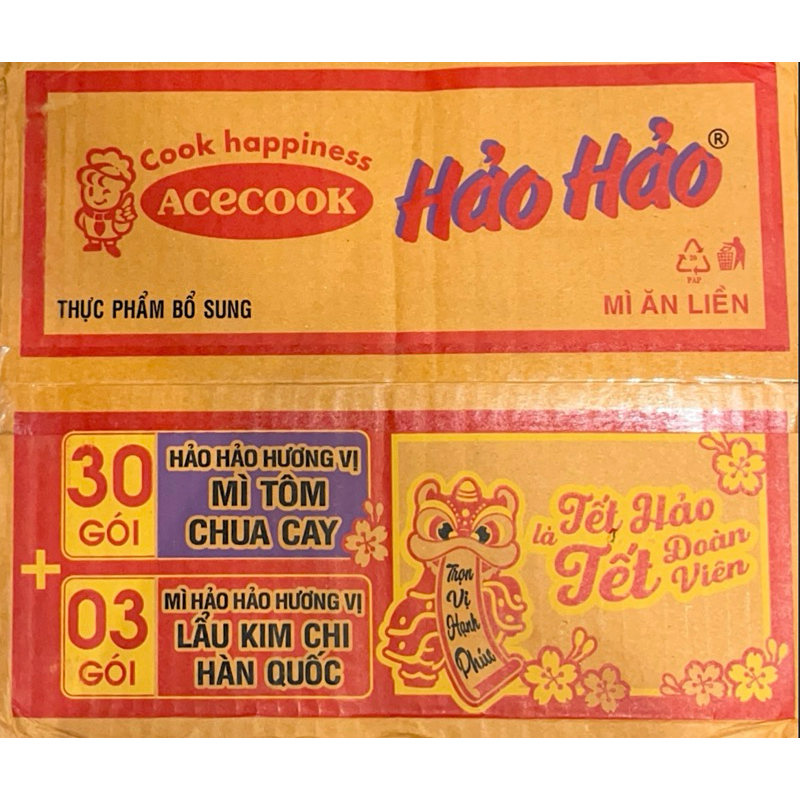 Cook happiness
ACECOOK
Hảo Hảo®
20
PAP
THỰC PHẨM BỔ SUNG
MÌ ĂN LIỀN
30
GÓI
HẢO HẢO HƯƠNG VỊ
MÌ TÔM
CHUA CAY
+
03
GÓI
MÌ HẢO HẢO HƯƠNG VỊ
LẨU KIM CHI
HÀN QUỐC
Trọn
Vị
Hạnh
Phúc
Tết Hảo
là Tết Đoàn
Viên